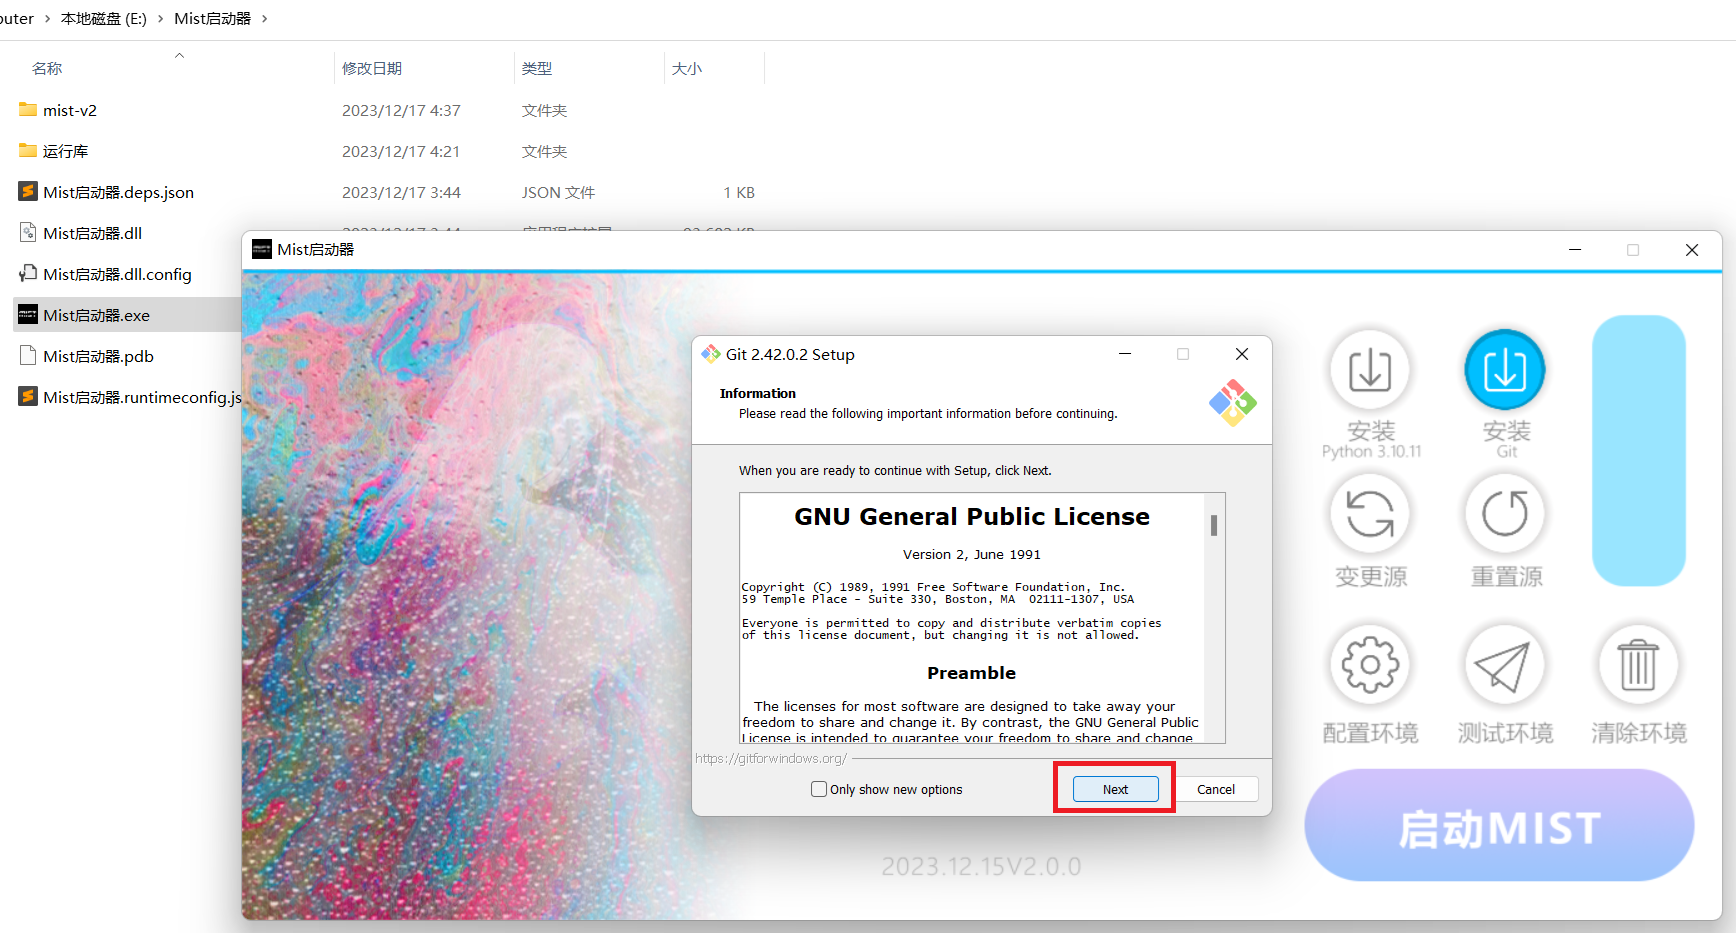 puter › 本地磁盘 (E:) › Mist启动器 ›
名称 修改日期 类型 大小
mist-v2 2023/12/17 4:37 文件夹
运行库 2023/12/17 4:21 文件夹
Mist启动器.deps.json 2023/12/17 3:44 JSON 文件 1 KB
Mist启动器.dll
Mist启动器.dll.config
Mist启动器.exe
Mist启动器.pdb
Mist启动器.runtimeconfig.js
Mist启动器
Git 2.42.0.2 Setup
Information
Please read the following important information before continuing.
When you are ready to continue with Setup, click Next.
GNU General Public License
Version 2, June 1991
Copyright (C) 1989, 1991 Free Software Foundation, Inc.
59 Temple Place - Suite 330, Boston, MA  02111-1307, USA
Everyone is permitted to copy and distribute verbatim copies
of this license document, but changing it is not allowed.
Preamble
The licenses for most software are designed to take away your
freedom to share and change it. By contrast, the GNU General Public
License is intended to guarantee your freedom to share and change
https://gitforwindows.org/
Only show new options
Next Cancel
安装 安装
Python 3.10.11 Git
变更源 重置源
配置环境 测试环境 清除环境
启动MIST
2023.12.15V2.0.0